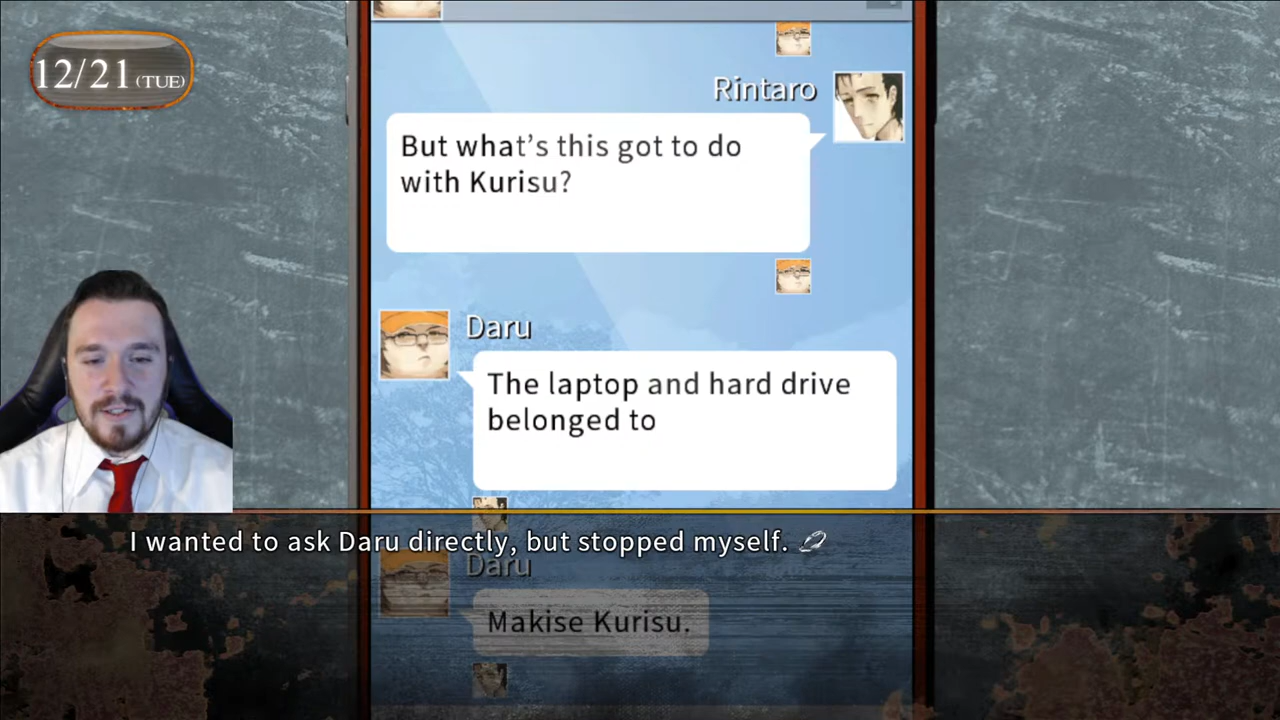 12/21 (TUE)
Rintaro
But what's this got to do
with Kurisu?
Daru
The laptop and hard drive
belonged to
I wanted to ask Daru directly, but stopped myself.
Daru
Makise Kurisu.